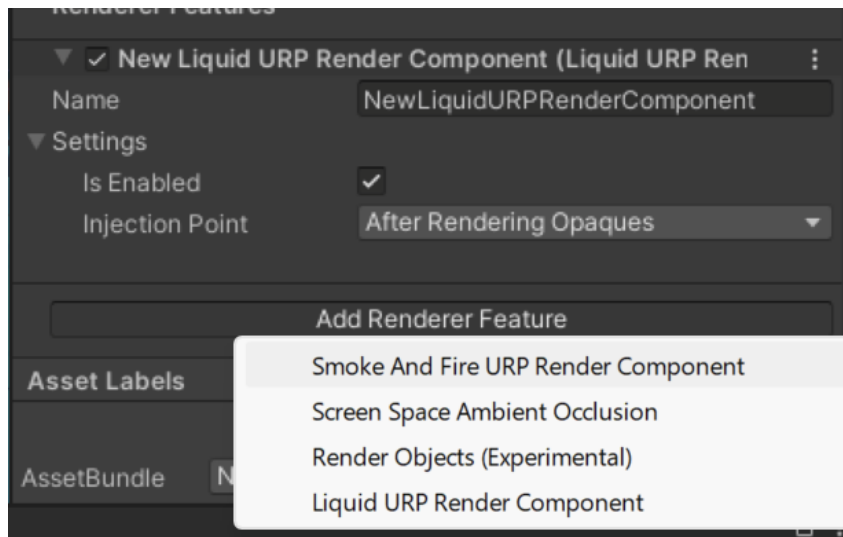 Renderer Features
New Liquid URP Render Component (Liquid URP Ren
Name NewLiquidURPRenderComponent
Settings
Is Enabled
Injection Point After Rendering Opaques
Add Renderer Feature
Smoke And Fire URP Render Component
Asset Labels
Screen Space Ambient Occlusion
Render Objects (Experimental)
AssetBundle N
Liquid URP Render Component